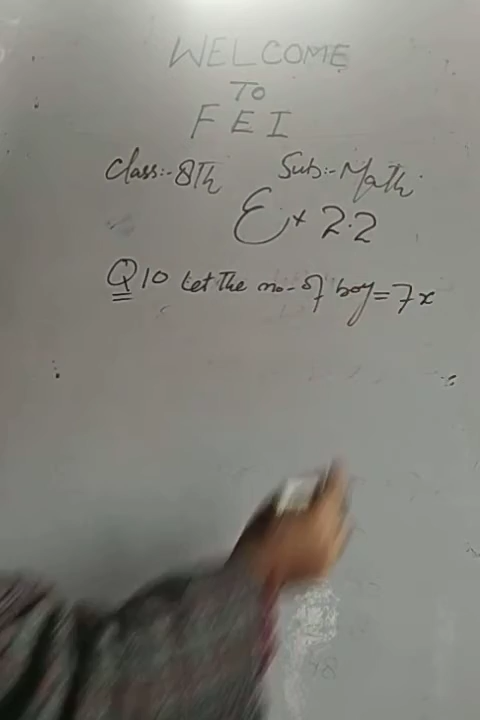 WELCOME
TO
FEI
Class:- 8Th Sub:- Math
Ex 2.2
Q10 Let the no- of boy = 7x